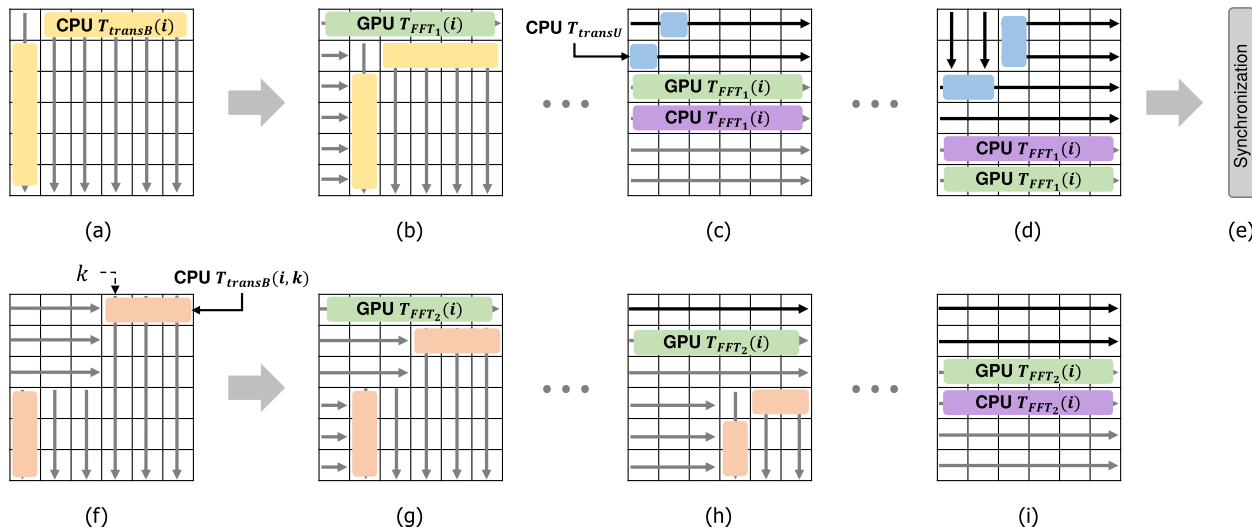 CPU T_transB(i)
GPU T_FFT₁(i)
CPU T_transU
GPU T_FFT₁(i)
CPU T_FFT₁(i)
CPU T_FFT₁(i)
GPU T_FFT₁(i)
Synchronization
(a)
(b)
(c)
(d)
(e)
k
CPU T_transB(i, k)
GPU T_FFT₂(i)
GPU T_FFT₂(i)
GPU T_FFT₂(i)
CPU T_FFT₂(i)
(f)
(g)
(h)
(i)